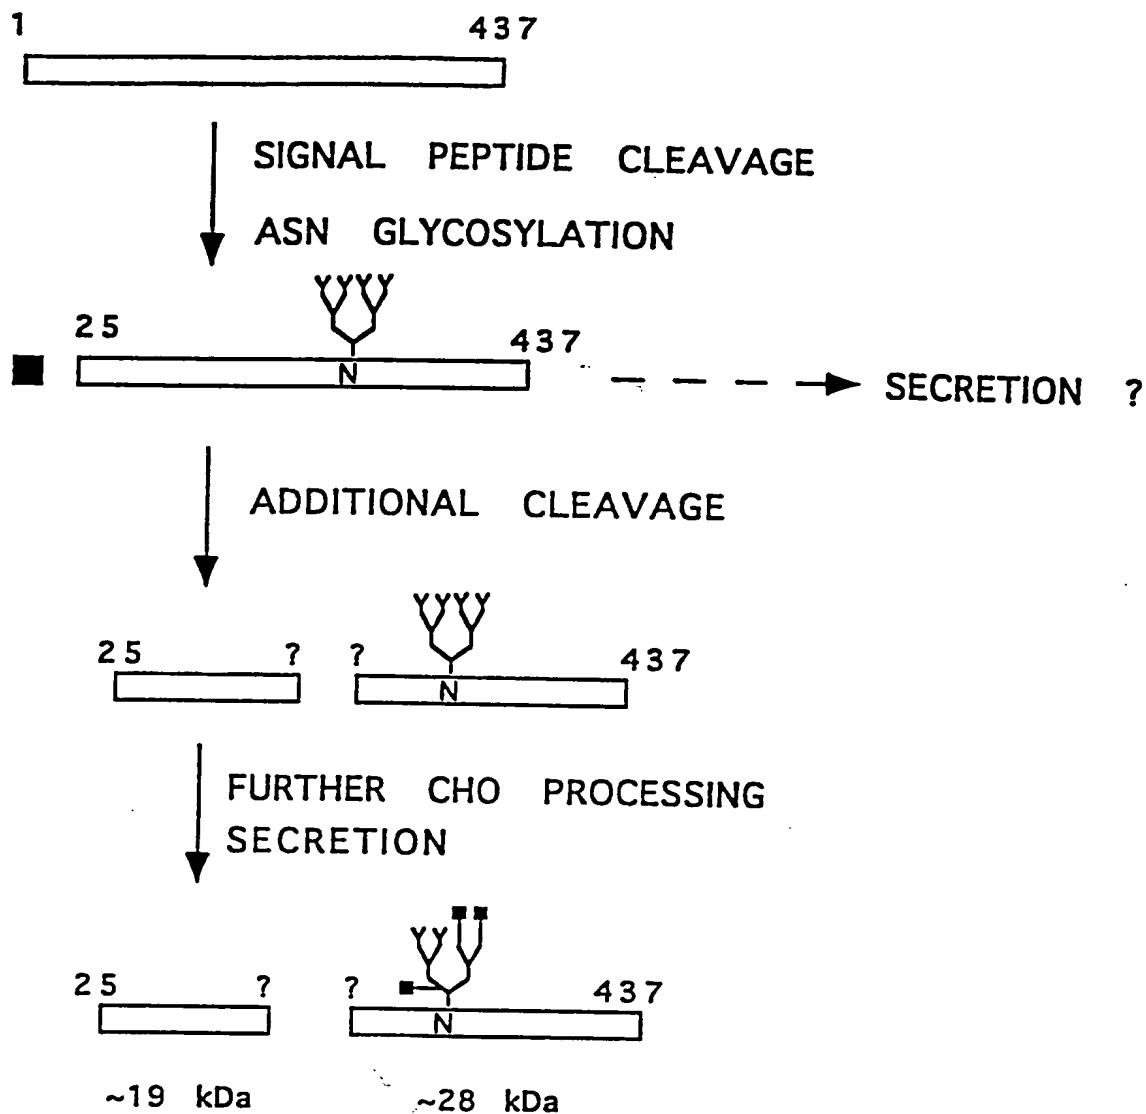 1 437
SIGNAL PEPTIDE CLEAVAGE
ASN GLYCOSYLATION
25 437
N
SECRETION ?
ADDITIONAL CLEAVAGE
25 ? ? 437
N
FURTHER CHO PROCESSING
SECRETION
25 ? ? 437
N
~19 kDa ~28 kDa